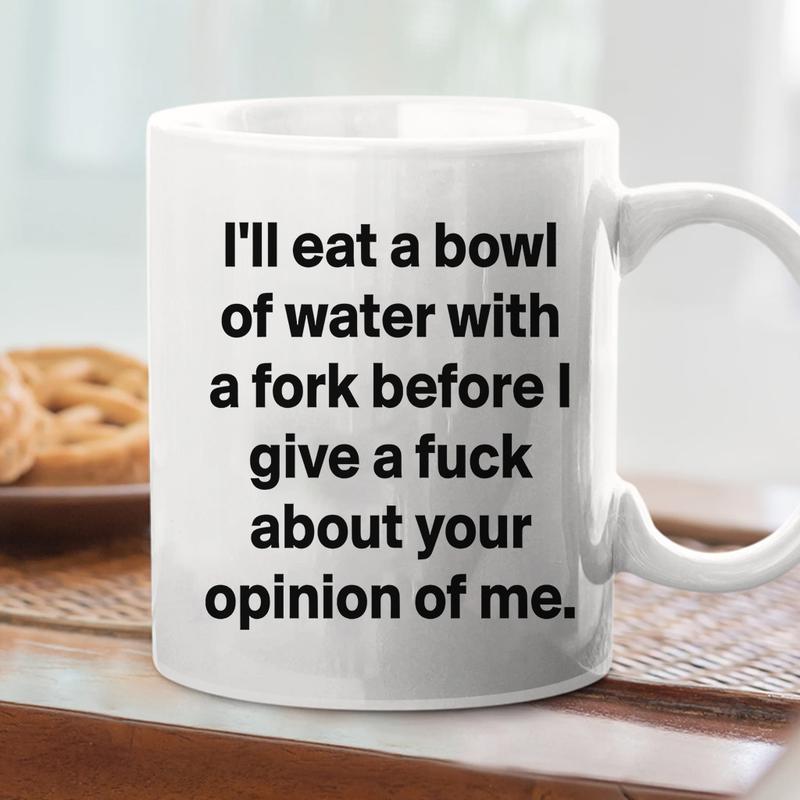 I'll eat a bowl
of water with
a fork before I
give a fuck
about your
opinion of me.